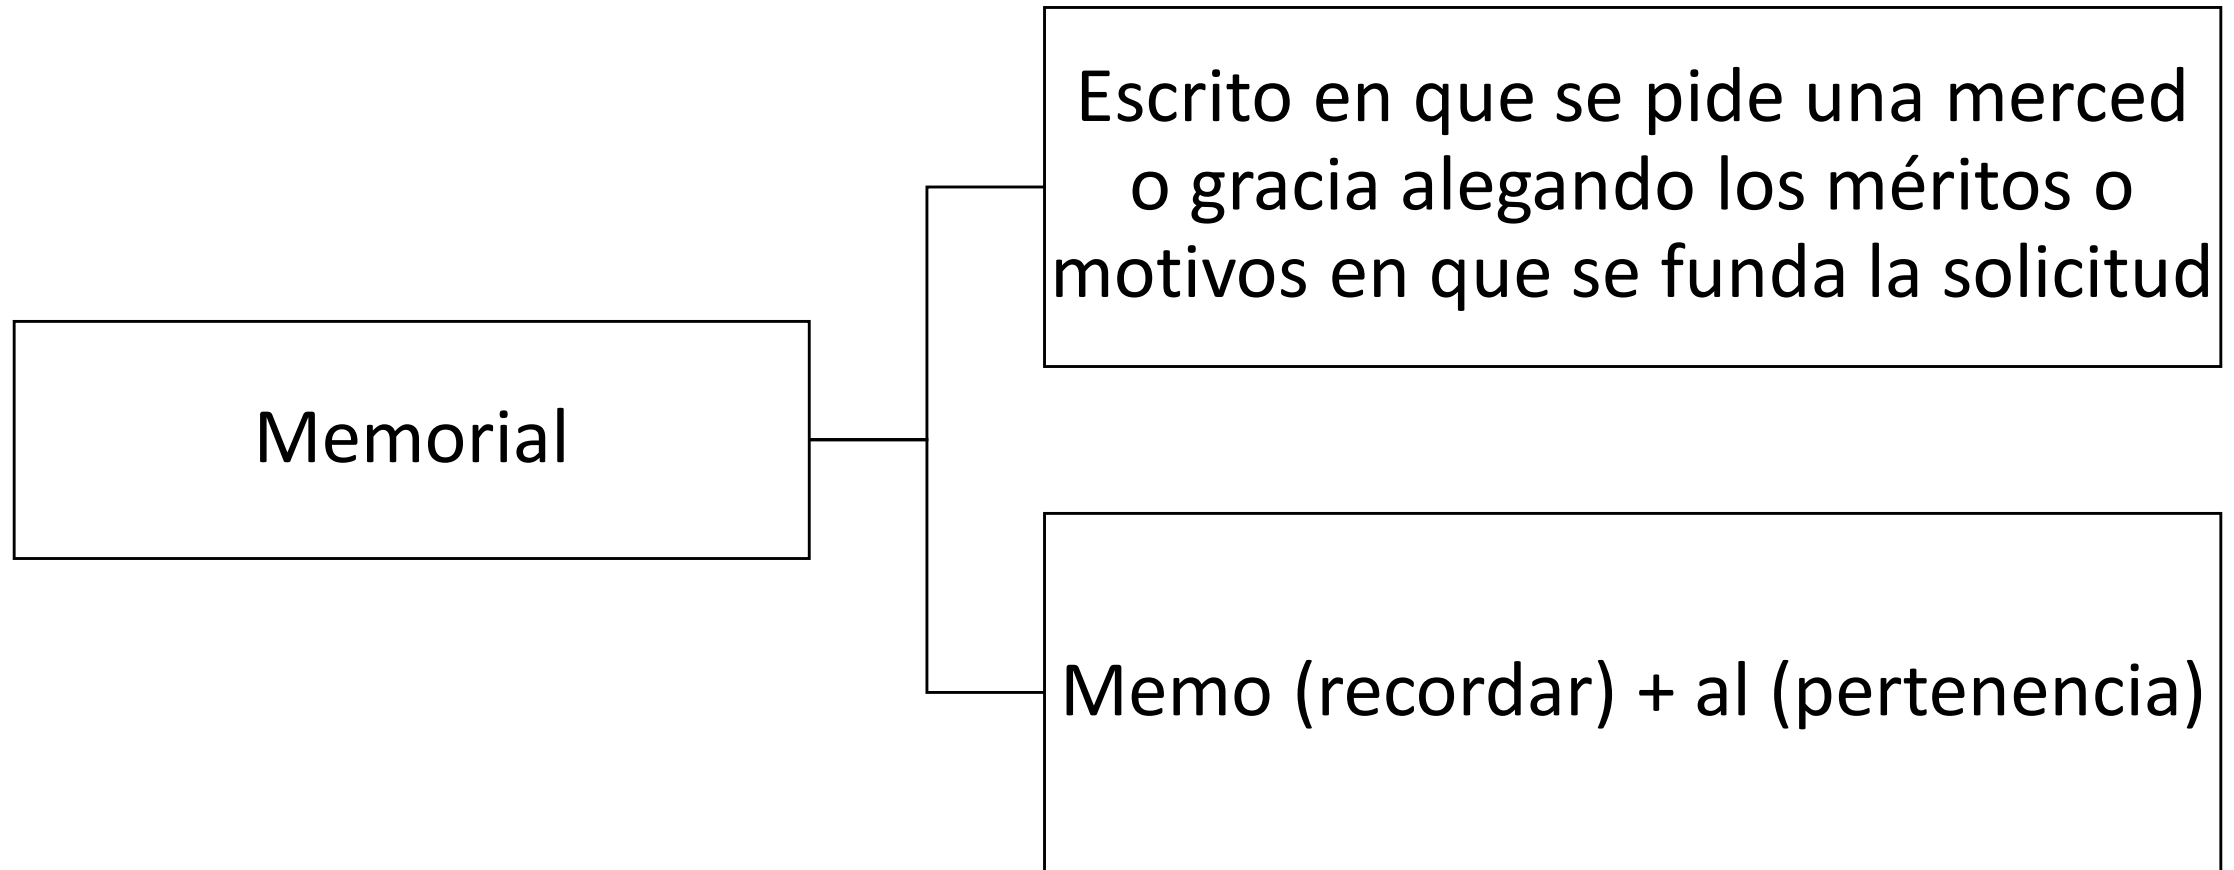 Memorial
Escrito en que se pide una merced
o gracia alegando los méritos o
motivos en que se funda la solicitud
Memo (recordar) + al (pertenencia)